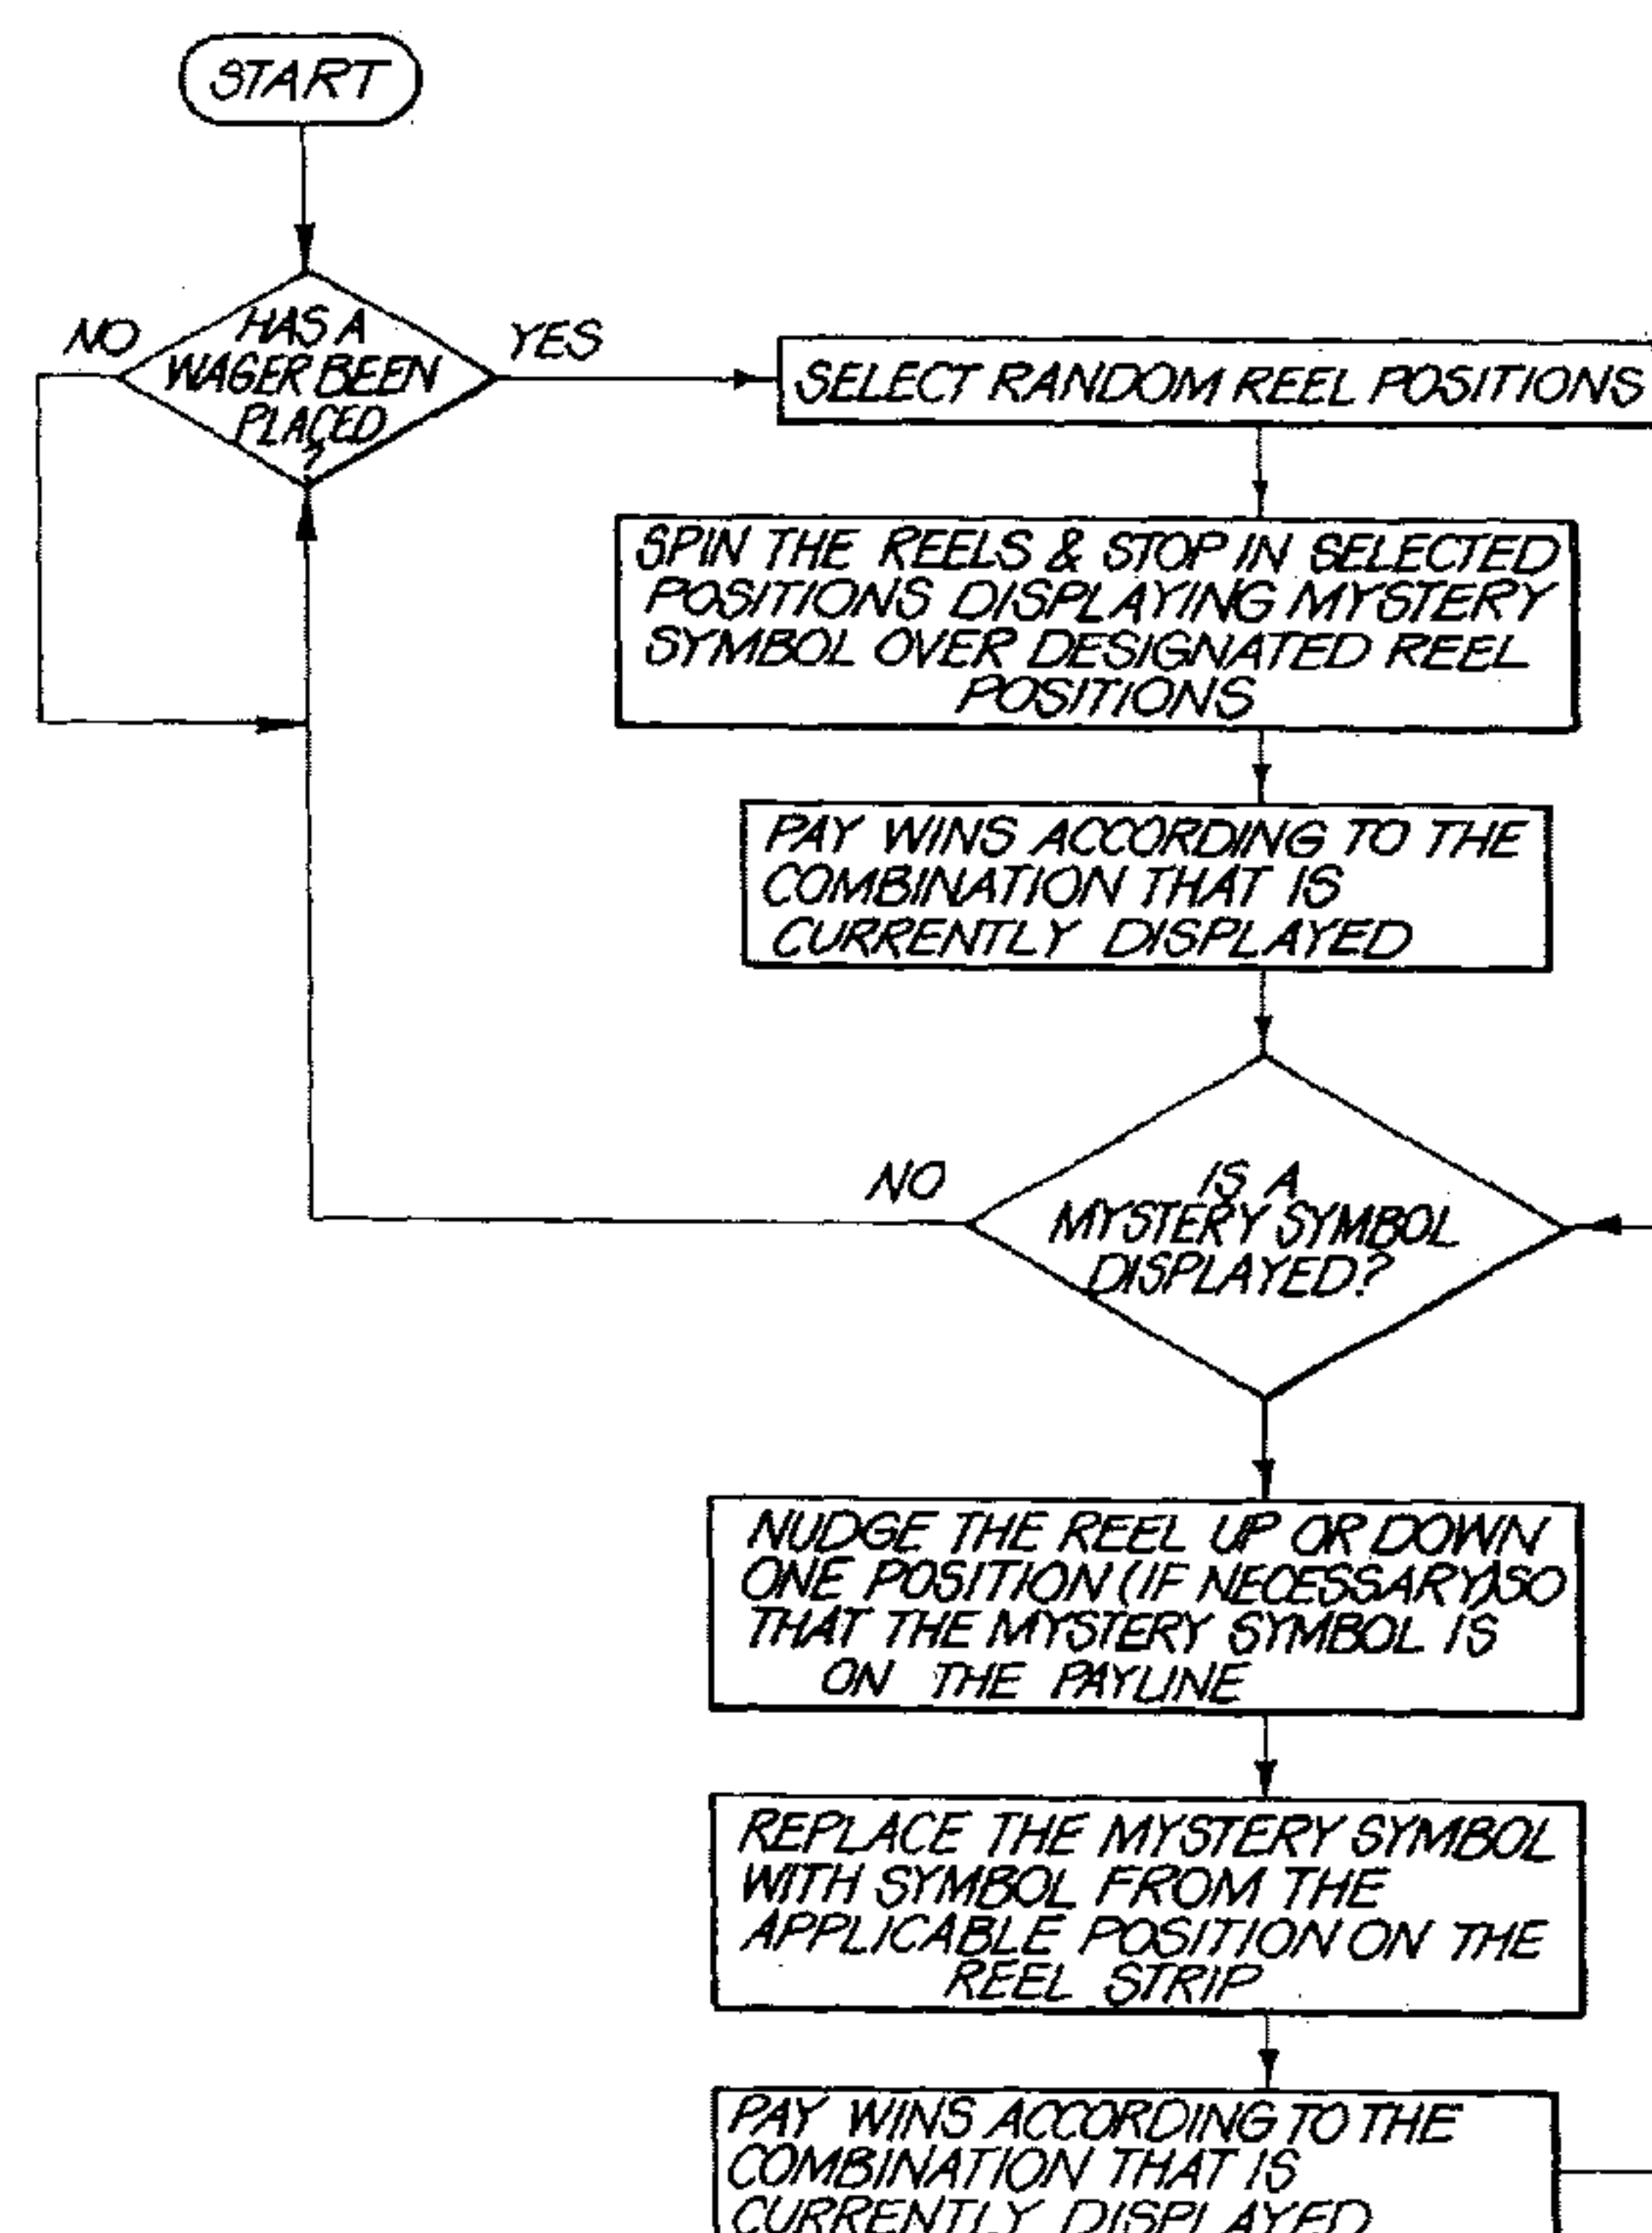 START
HAS A
WAGER BEEN
PLACED
?
NO
YES
SELECT RANDOM REEL POSITIONS
SPIN THE REELS & STOP IN SELECTED
POSITIONS DISPLAYING MYSTERY
SYMBOL OVER DESIGNATED REEL
POSITIONS
PAY WINS ACCORDING TO THE
COMBINATION THAT IS
CURRENTLY DISPLAYED
NO
IS A
MYSTERY SYMBOL
DISPLAYED?
NUDGE THE REEL UP OR DOWN
ONE POSITION (IF NECESSARY) SO
THAT THE MYSTERY SYMBOL IS
ON THE PAYLINE
REPLACE THE MYSTERY SYMBOL
WITH SYMBOL FROM THE
APPLICABLE POSITION ON THE
REEL STRIP
PAY WINS ACCORDING TO THE
COMBINATION THAT IS
CURRENTLY DISPLAYED